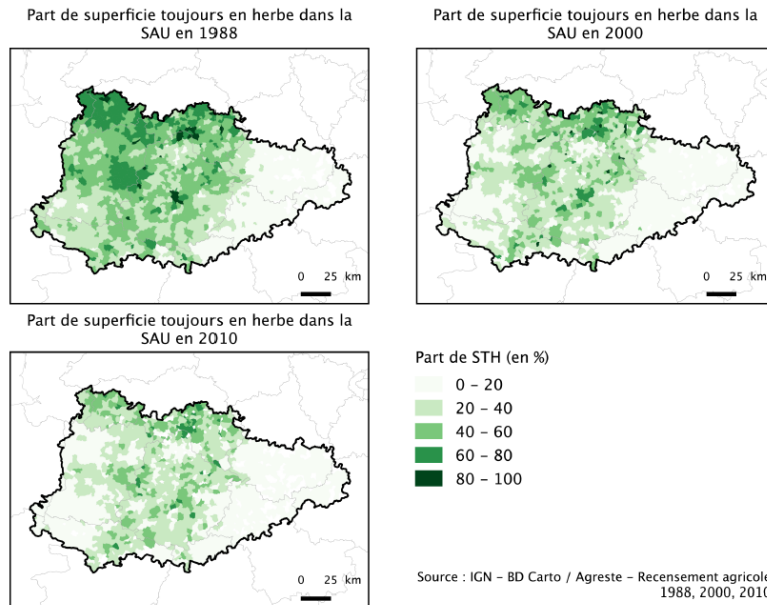 Part de superficie toujours en herbe dans la
SAU en 1988
Part de superficie toujours en herbe dans la
SAU en 2000
0 25 km
0 25 km
Part de superficie toujours en herbe dans la
SAU en 2010
0 25 km
Part de STH (en %)
0 – 20
20 – 40
40 – 60
60 – 80
80 – 100
Source : IGN – BD Carto / Agreste – Recensement agricole
1988, 2000, 2010